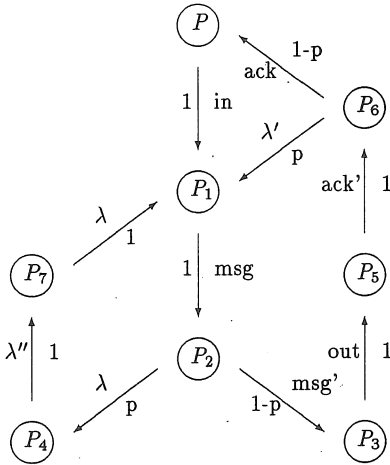 P
1-p
ack
1 in
P6
λ′
p
P1
ack' 1
λ
1
P7
1 msg
P5
λ″ 1
P2
out 1
λ
p
msg'
1-p
P4
P3